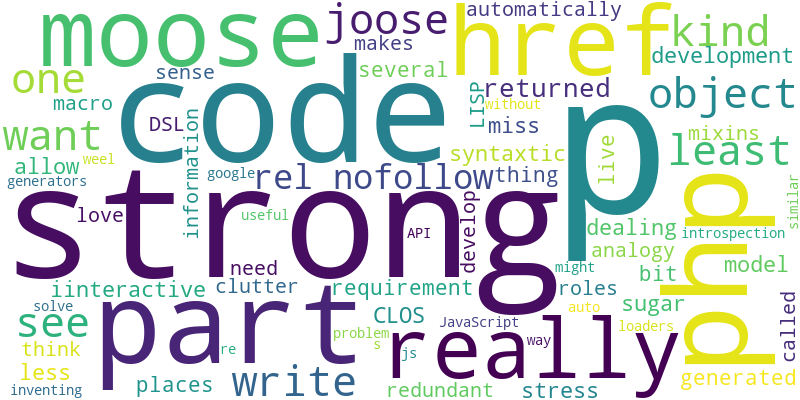 moose
joose
automatically
href
kind
makes
development
sense
several
one
code
p
returned
object
macro
LISP
without
DSL
miss
want
information
mixins
syntaxtic
live
least
allow
weel
generators
google
rel nofollow
thing
strong
php
similar
love
useful
API
develop
dealing
introspection
analogy
need
might
bit
model
iinteractive
clutter
requirement
roles
sugar
called
solve
part
CLOS
auto
see
JavaScript
loaders
problem
really
think
re
s
js
way
less
places
write
generated
inventing
redundant
stress